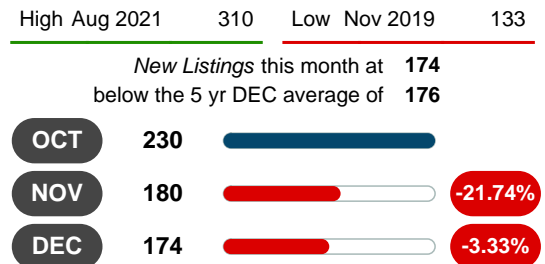 High Aug 2021 310 Low Nov 2019 133
New Listings this month at 174
below the 5 yr DEC average of 176
OCT 230
NOV 180 -21.74%
DEC 174 -3.33%